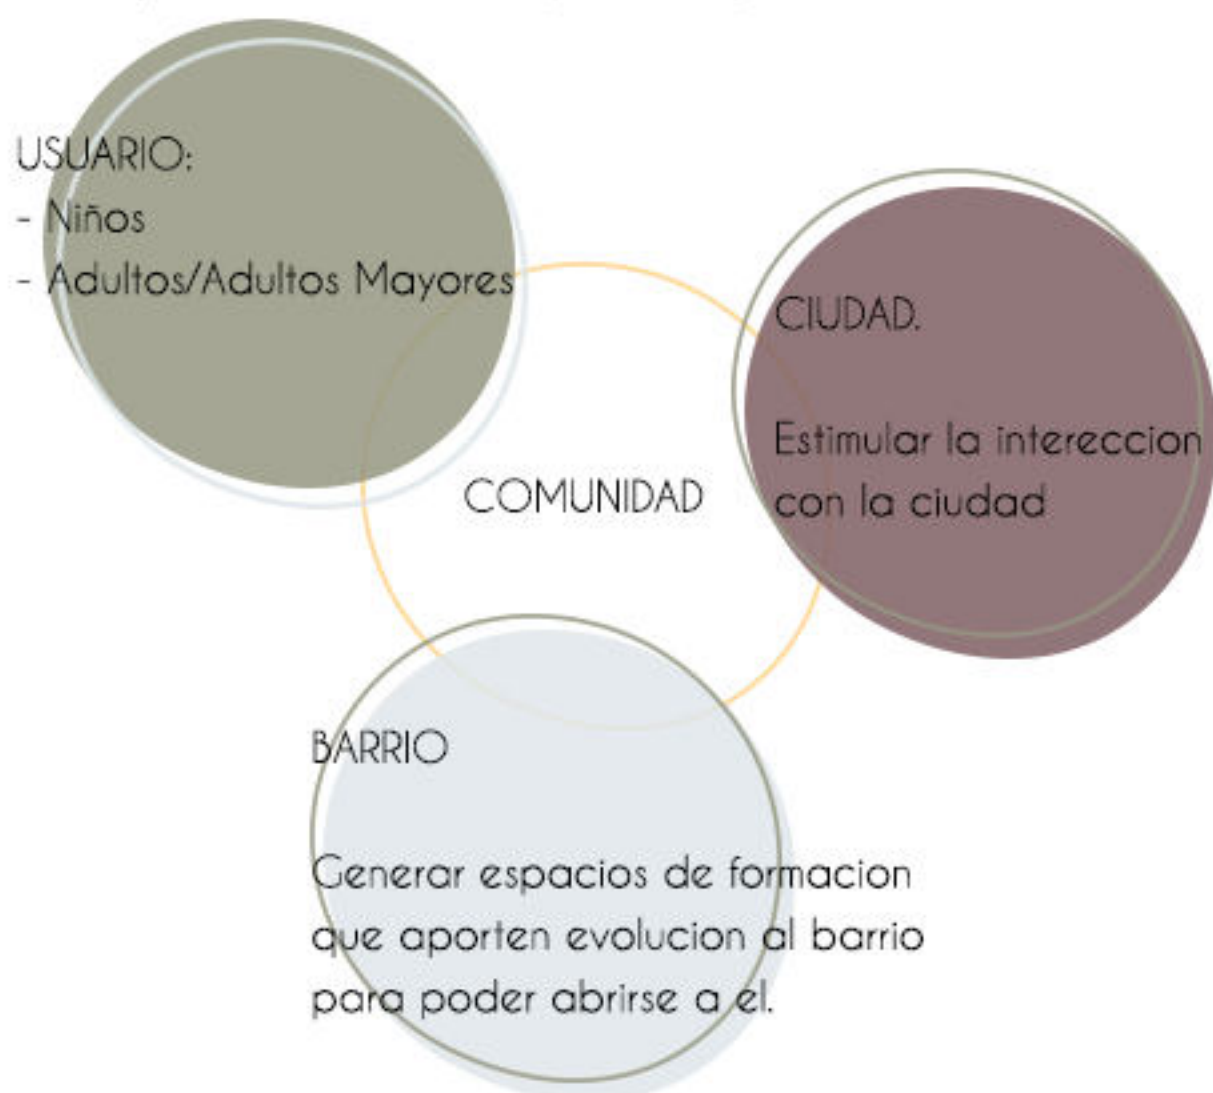 USUARIO:
- Niños
- Adultos/Adultos Mayores
CIUDAD.
Estimular la intereccion
con la ciudad
COMUNIDAD
BARRIO
Generar espacios de formacion
que aporten evolucion al barrio
para poder abrirse a el.